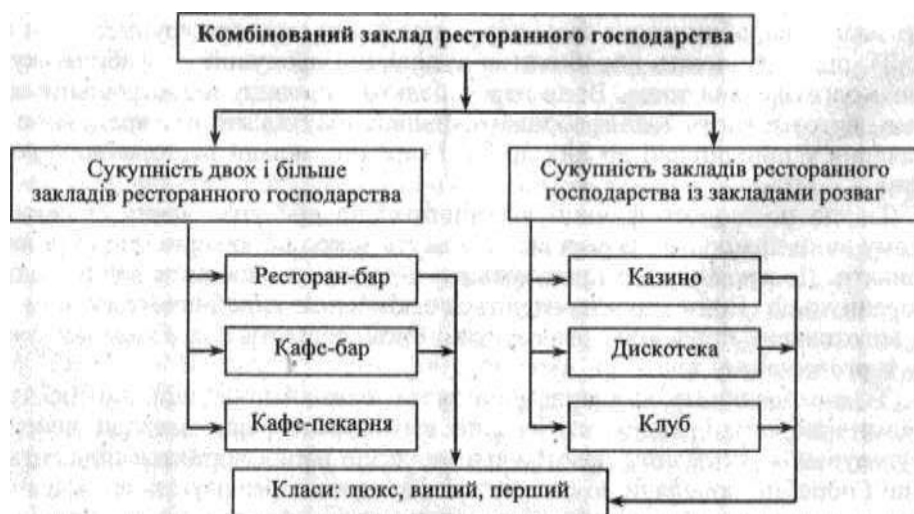 Комбінований заклад ресторанного господарства
Сукупність двох і більше
закладів ресторанного господарства
Сукупність закладів ресторанного
господарства із закладами розваг
Ресторан-бар
Казино
Кафе-бар
Дискотека
Кафе-пекарня
Клуб
Класи: люкс, вищий, перший